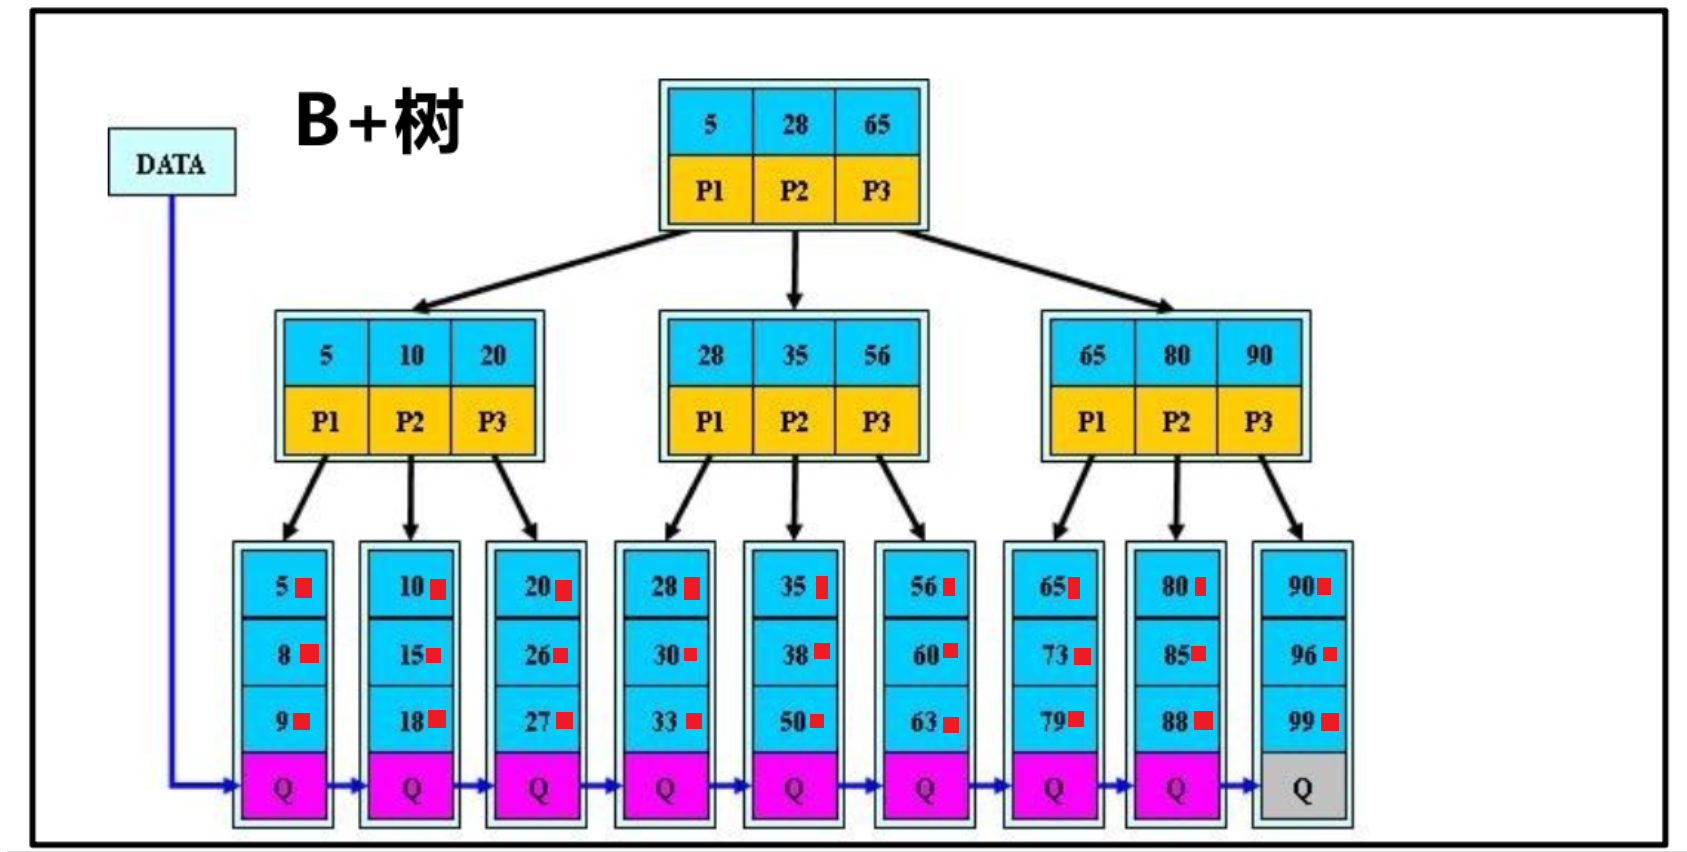 B+树
DATA
5 28 65
P1 P2 P3
5 10 20 28 35 56 65 80 90
P1 P2 P3 P1 P2 P3 P1 P2 P3
5 10 20 28 35 56 65 80 90
8 15 26 30 38 60 73 85 96
9 18 27 33 50 63 79 88 99
Q Q Q Q Q Q Q Q Q